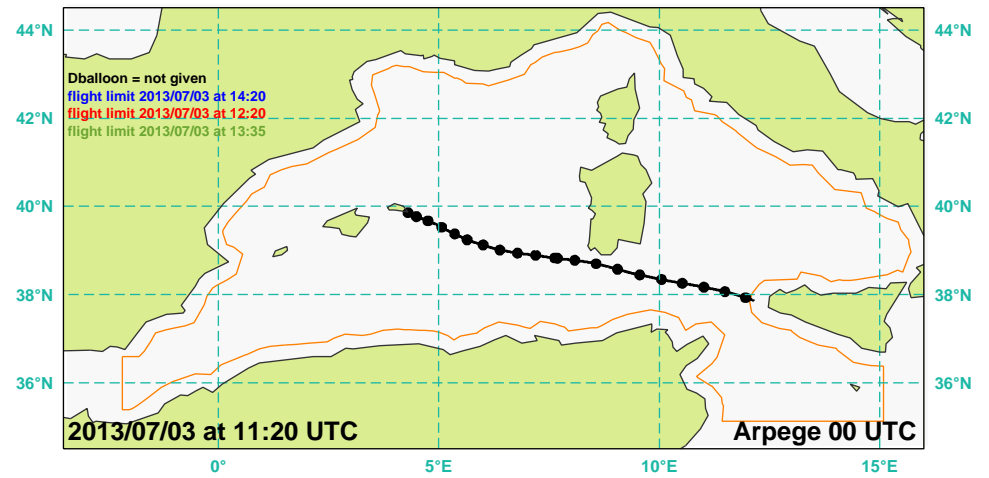 44°N 44°N
Dballoon = not given
flight limit 2013/07/03 at 14:20
flight limit 2013/07/03 at 12:20
42°N 42°N
flight limit 2013/07/03 at 13:35
40°N 40°N
38°N 38°N
36°N 36°N
2013/07/03 at 11:20 UTC Arpege 00 UTC
0° 5°E 10°E 15°E